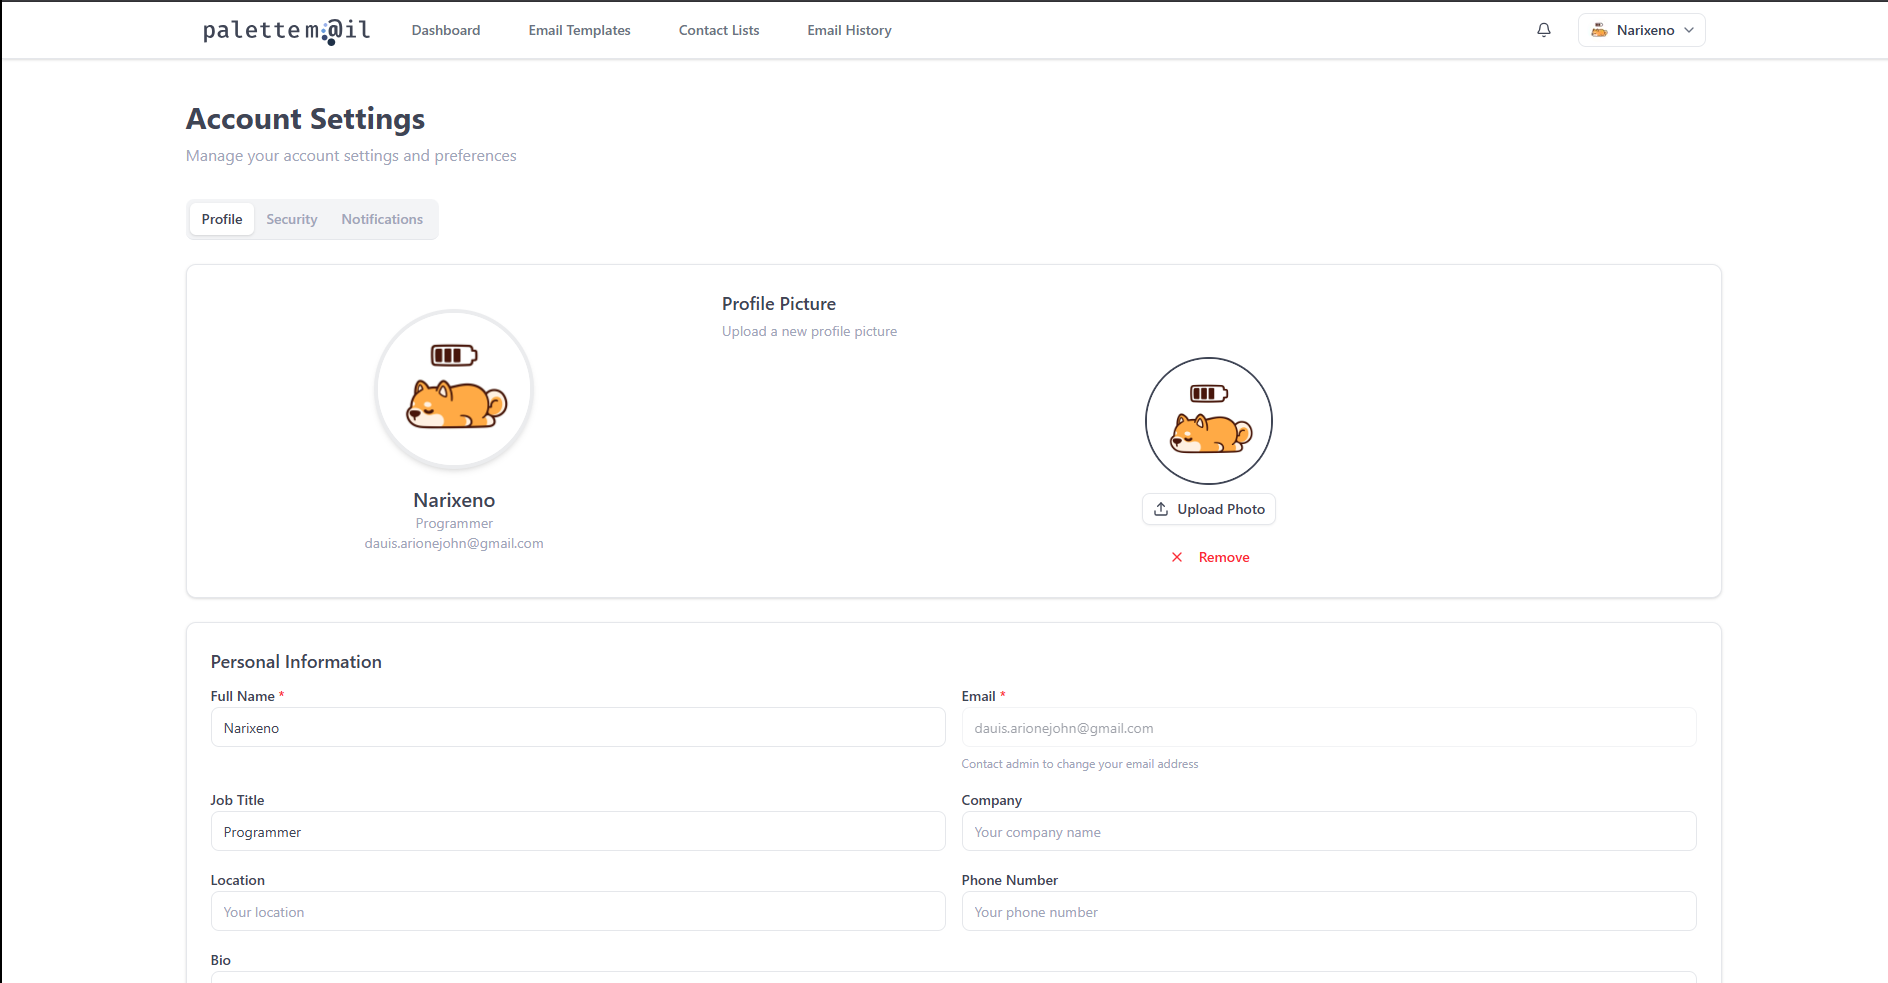 palettem@il
Dashboard
Email Templates
Contact Lists
Email History
Narixeno
Account Settings
Manage your account settings and preferences
Profile
Security
Notifications
Narixeno
Programmer
dauis.arionejohn@gmail.com
Profile Picture
Upload a new profile picture
Upload Photo
Remove
Personal Information
Full Name *
Narixeno
Email *
dauis.arionejohn@gmail.com
Contact admin to change your email address
Job Title
Programmer
Company
Your company name
Location
Your location
Phone Number
Your phone number
Bio